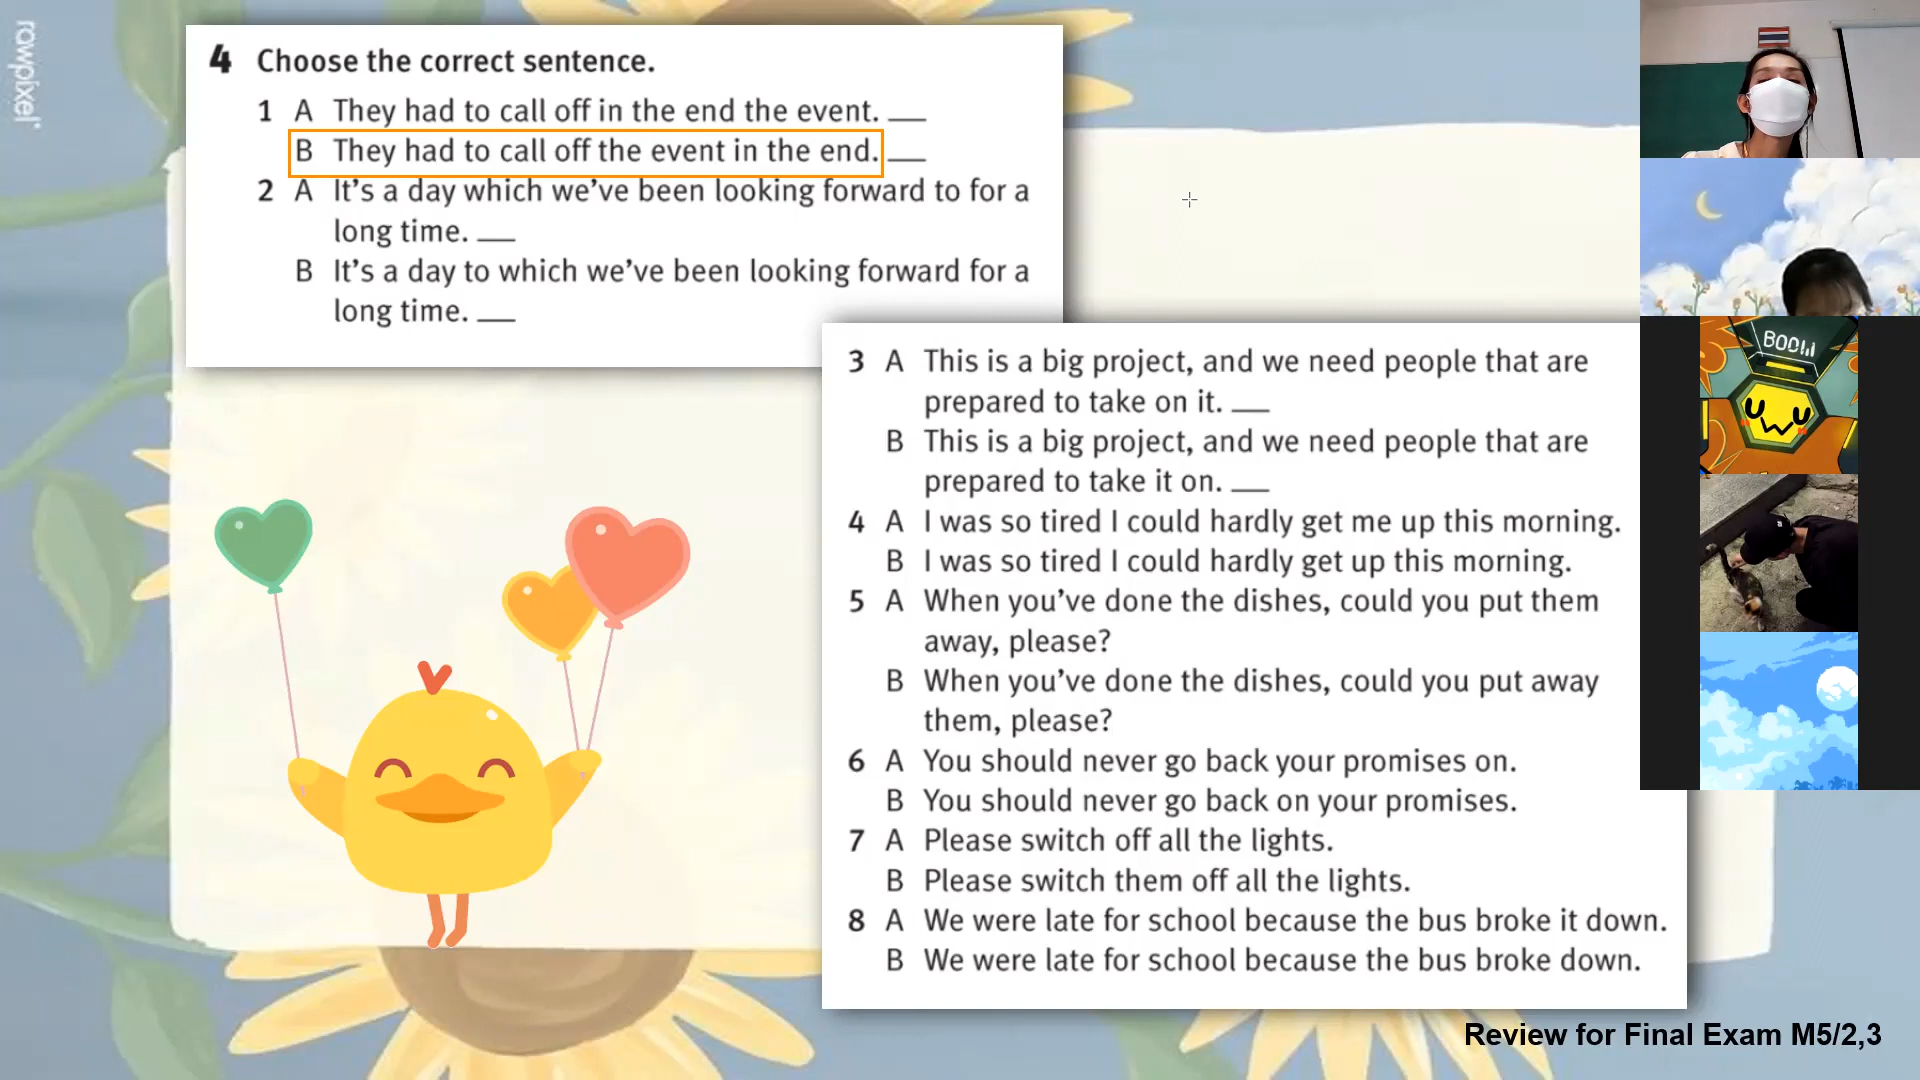 rawpixel
4 Choose the correct sentence.
1 A They had to call off in the end the event. ___
B They had to call off the event in the end. ___
2 A It's a day which we've been looking forward to for a
long time. ___
B It's a day to which we've been looking forward for a
long time. ___
3 A This is a big project, and we need people that are
prepared to take on it. ___
B This is a big project, and we need people that are
prepared to take it on. ___
4 A I was so tired I could hardly get me up this morning.
B I was so tired I could hardly get up this morning.
5 A When you've done the dishes, could you put them
away, please?
B When you've done the dishes, could you put away
them, please?
6 A You should never go back your promises on.
B You should never go back on your promises.
7 A Please switch off all the lights.
B Please switch them off all the lights.
8 A We were late for school because the bus broke it down.
B We were late for school because the bus broke down.
BOOM
Review for Final Exam M5/2,3